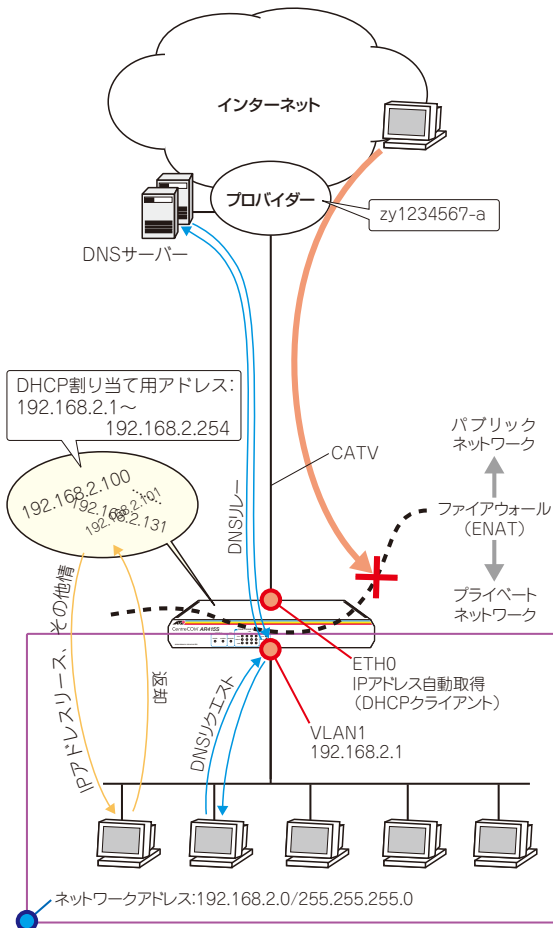 インターネット
プロバイダー
zy1234567-a
DNSサーバー
DHCP割り当て用アドレス:
192.168.2.1～
192.168.2.254
192.168.2.100
192.168.2.101
192.168.2.131
DNSリレー
CATV
パブリック
ネットワーク
ファイアウォール
(ENAT)
プライベート
ネットワーク
CentreCOM AR415S
ETH0
IPアドレス自動取得
(DHCPクライアント)
VLAN1
192.168.2.1
IPアドレスリース、その他情
返却
DNSリクエスト
ネットワークアドレス:192.168.2.0/255.255.255.0